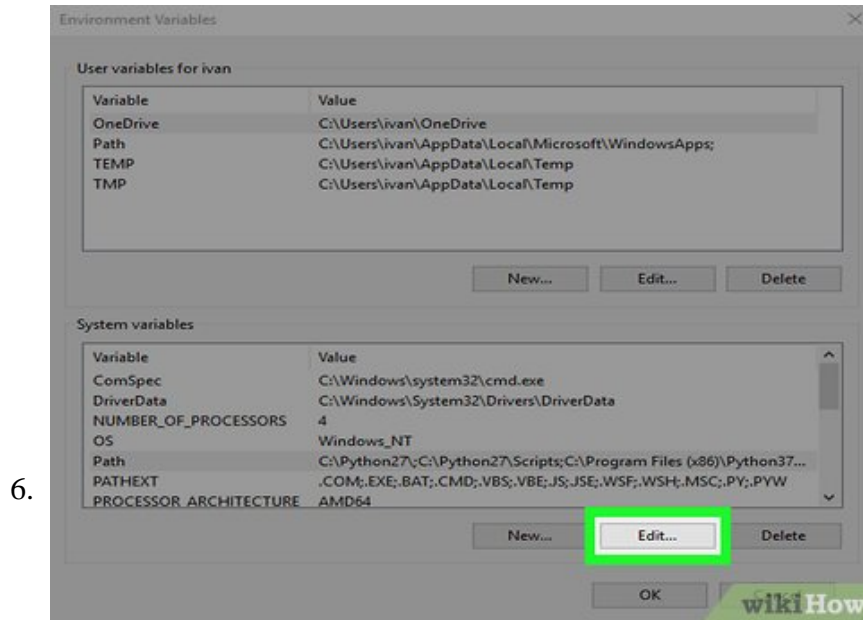 Environment Variables
User variables for ivan
Variable Value
OneDrive C:\Users\ivan\OneDrive
Path C:\Users\ivan\AppData\Local\Microsoft\WindowsApps;
TEMP C:\Users\ivan\AppData\Local\Temp
TMP C:\Users\ivan\AppData\Local\Temp
New... Edit... Delete
System variables
Variable Value
ComSpec C:\Windows\system32\cmd.exe
DriverData C:\Windows\System32\Drivers\DriverData
NUMBER_OF_PROCESSORS 4
OS Windows_NT
Path C:\Python27\;C:\Python27\Scripts;C:\Program Files (x86)\Python37...
6.
PATHEXT .COM;.EXE;.BAT;.CMD;.VBS;.VBE;.JS;.JSE;.WSF;.WSH;.MSC;.PY;.PYW
PROCESSOR_ARCHITECTURE AMD64
New... Edit... Delete
OK
wikiHow